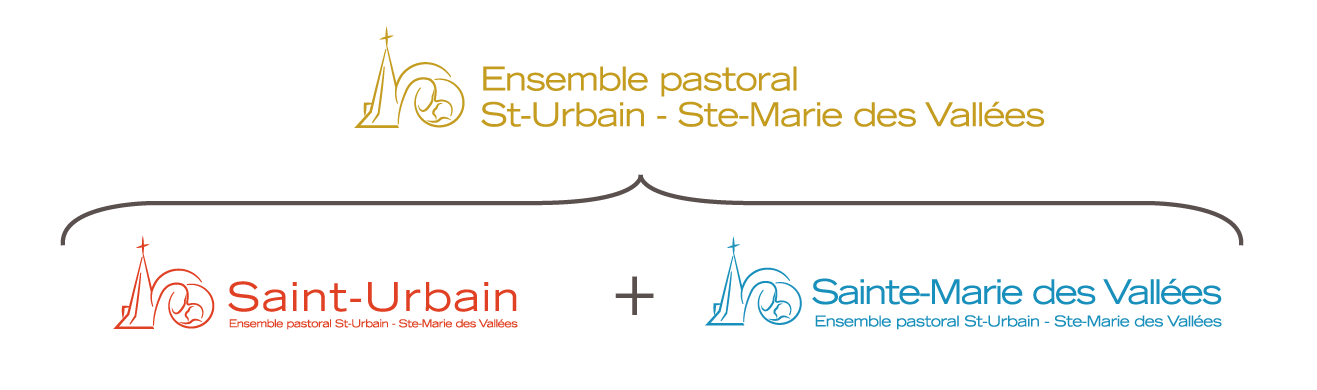 Ensemble pastoral
St-Urbain - Ste-Marie des Vallées
Saint-Urbain
Ensemble pastoral St-Urbain - Ste-Marie des Vallées
+
Sainte-Marie des Vallées
Ensemble pastoral St-Urbain - Ste-Marie des Vallées